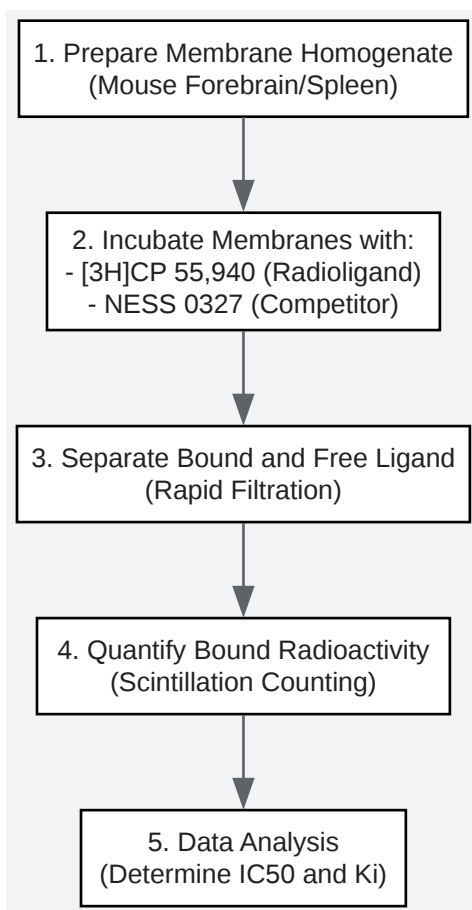 1. Prepare Membrane Homogenate
(Mouse Forebrain/Spleen)
2. Incubate Membranes with:
- [3H]CP 55,940 (Radioligand)
- NESS 0327 (Competitor)
3. Separate Bound and Free Ligand
(Rapid Filtration)
4. Quantify Bound Radioactivity
(Scintillation Counting)
5. Data Analysis
(Determine IC50 and Ki)